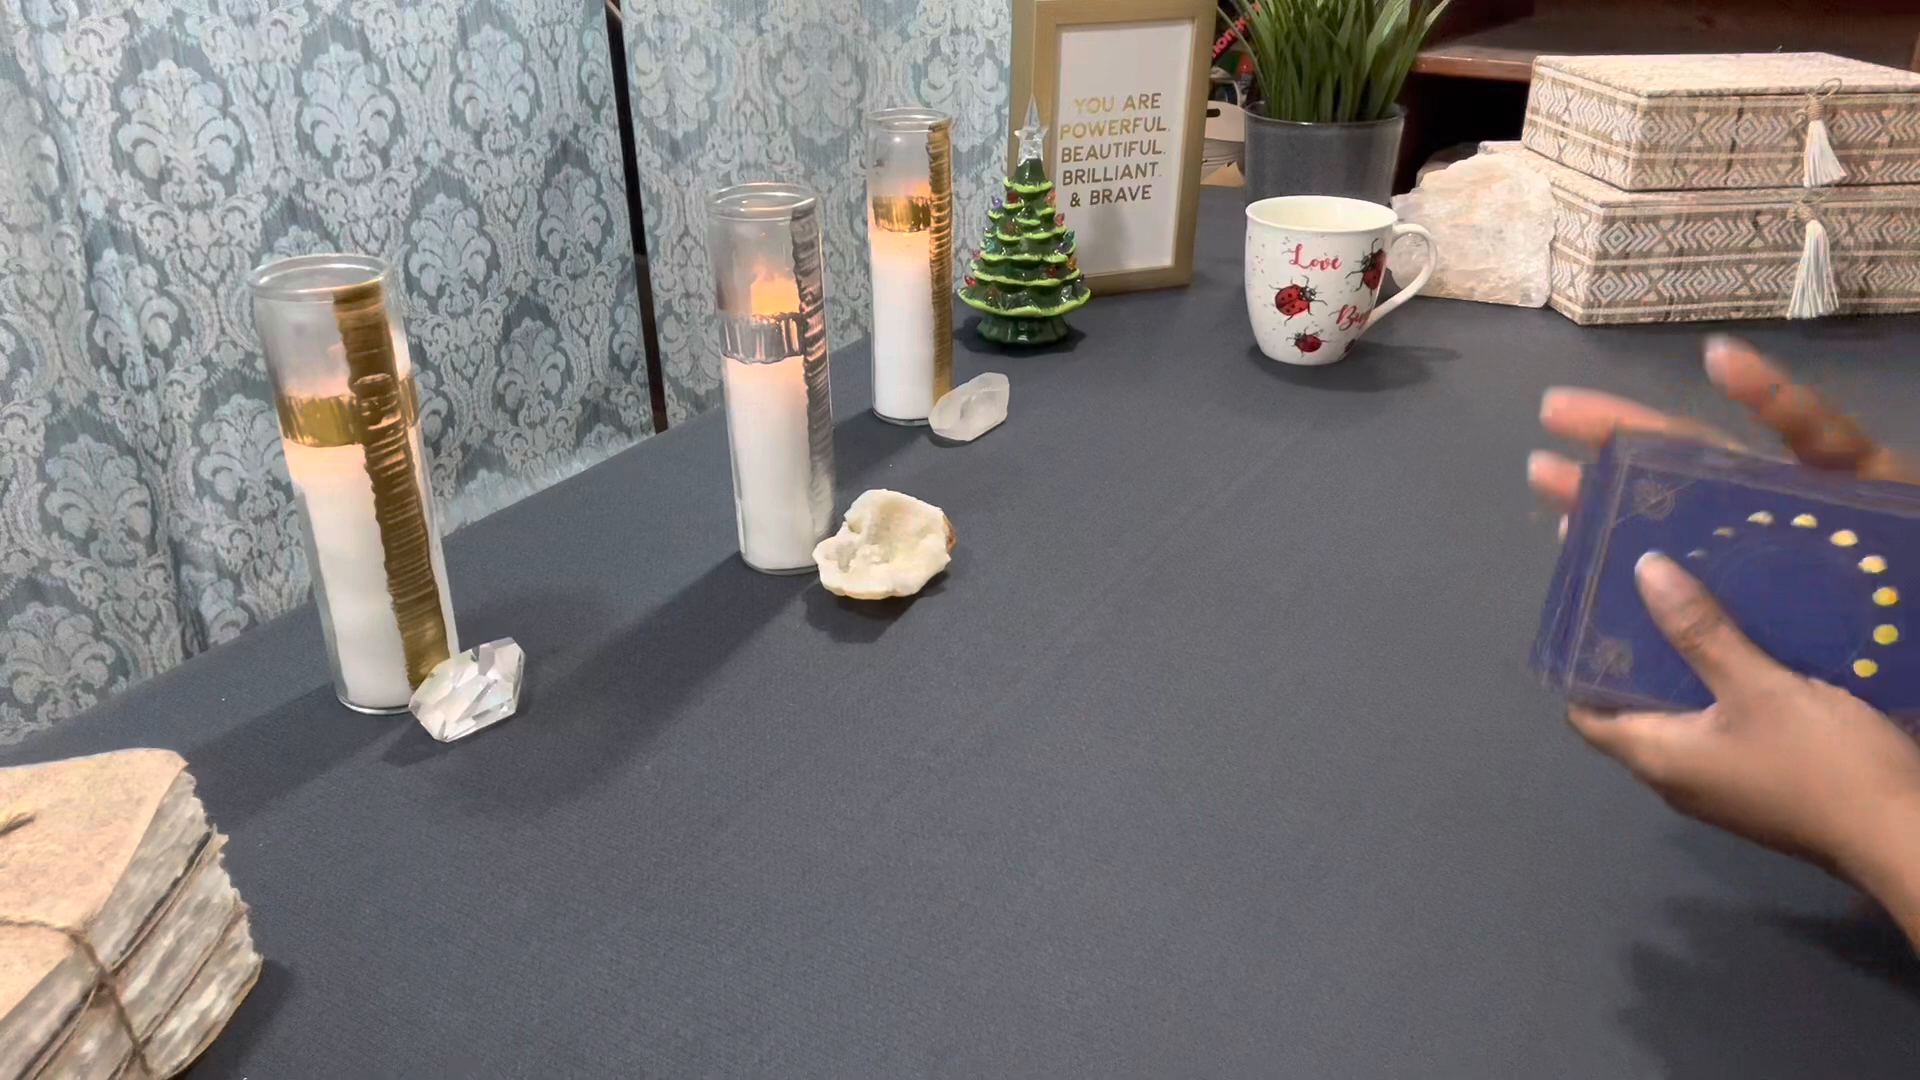 YOU ARE
POWERFUL.
BEAUTIFUL.
BRILLIANT.
& BRAVE
Love